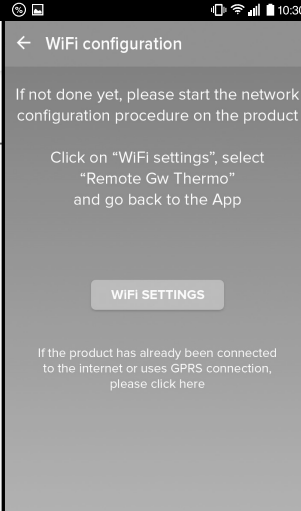 10:30
WiFi configuration
If not done yet, please start the network
configuration procedure on the product
Click on “WiFi settings”, select
“Remote Gw Thermo”
and go back to the App
WiFi SETTINGS
If the product has already been connected
to the internet or uses GPRS connection,
please click here